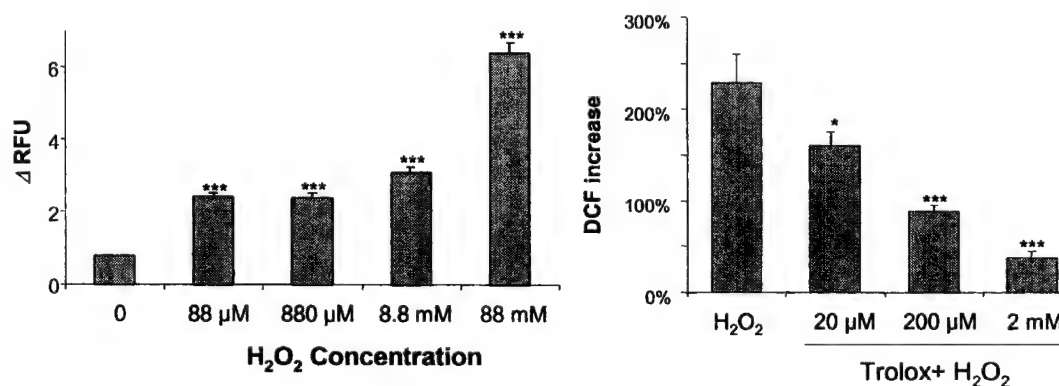 Δ RFU
6
4
2
0
***
***
***
***
0 88 µM 880 µM 8.8 mM 88 mM
H₂O₂ Concentration
DCF increase
300%
200%
100%
0%
*
***
***
H₂O₂ 20 µM 200 µM 2 mM
Trolox+ H₂O₂